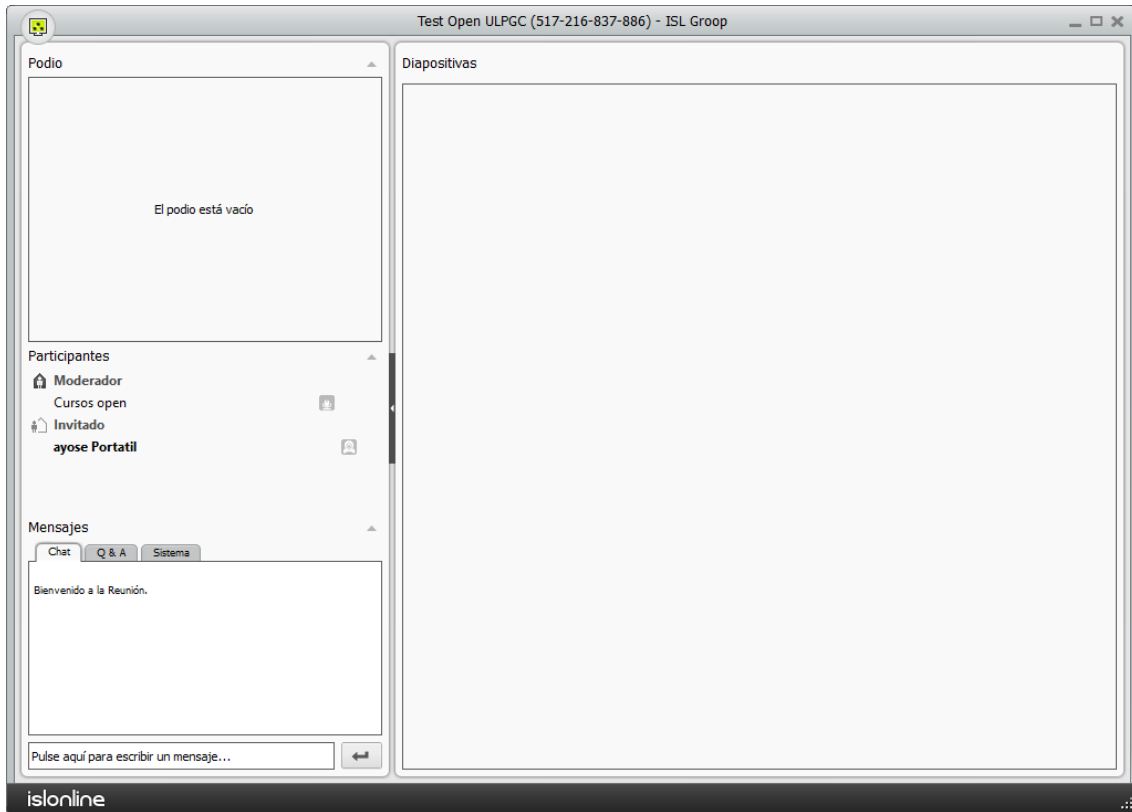 Test Open ULPGC (517-216-837-886) - ISL Groop
Podio
El podio está vacío
Participantes
Moderador
Cursos open
Invitado
ayose Portatil
Mensajes
Chat Q & A Sistema
Bienvenido a la Reunión.
Pulse aquí para escribir un mensaje...
Diapositivas
islonline